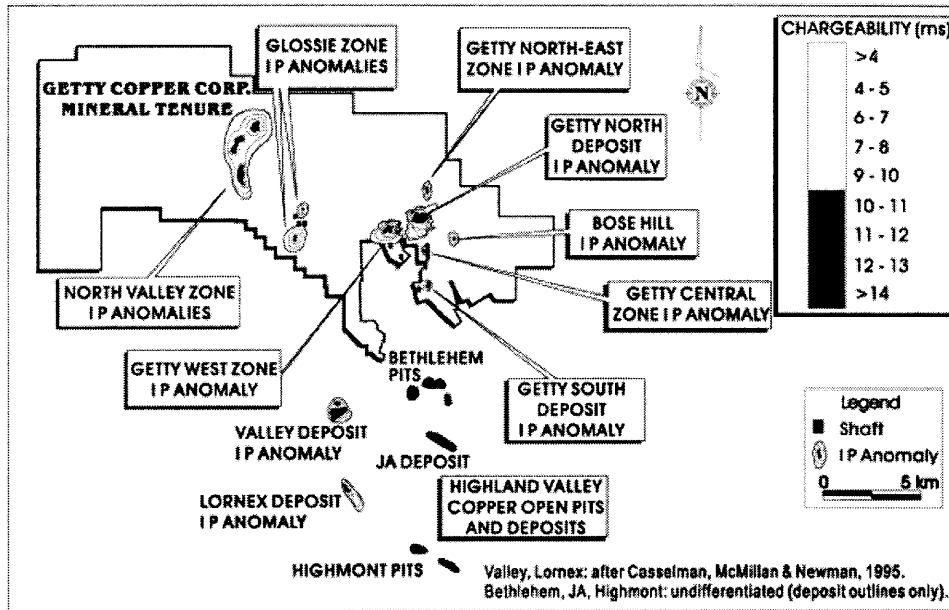 GLOSSIE ZONE
I P ANOMALIES
GETTY NORTH-EAST
ZONE I P ANOMALY
CHARGEABILITY (ms)
>4
4 - 5
6 - 7
7 - 8
9 - 10
10 - 11
11 - 12
12 - 13
>14
GETTY COPPER CORP.
MINERAL TENURE
N
GETTY NORTH
DEPOSIT
I P ANOMALY
BOSE HILL
I P ANOMALY
NORTH VALLEY ZONE
I P ANOMALIES
GETTY CENTRAL
ZONE I P ANOMALY
GETTY WEST ZONE
I P ANOMALY
BETHLEHEM
PITS
GETTY SOUTH
DEPOSIT
I P ANOMALY
VALLEY DEPOSIT
I P ANOMALY
JA DEPOSIT
Legend
Shaft
I P Anomaly
0 5 km
LORNEX DEPOSIT
I P ANOMALY
HIGHLAND VALLEY
COPPER OPEN PITS
AND DEPOSITS
HIGHMONT PITS
Valley, Lornex: after Casselman, McMillan & Newman, 1995.
Bethlehem, JA, Highmont: undifferentiated (deposit outlines only).